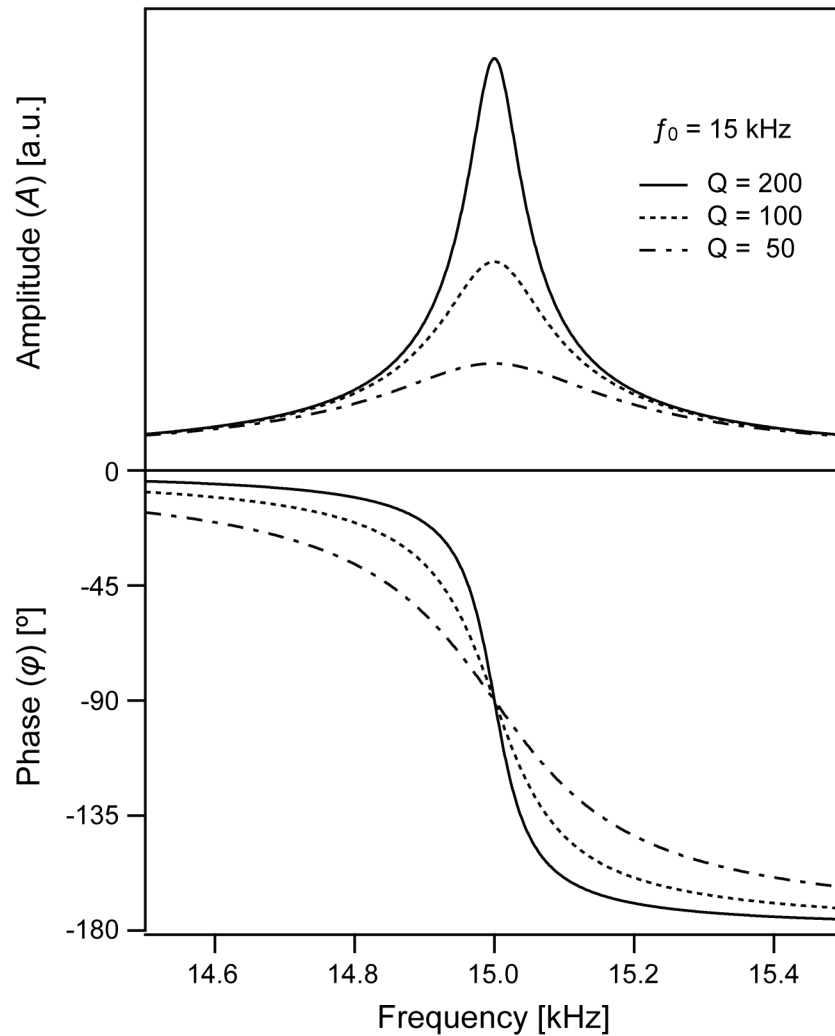 Amplitude (A) [a.u.]
ƒ0 = 15 kHz
Q = 200
Q = 100
Q = 50
Phase (φ) [º]
0
-45
-90
-135
-180
14.6 14.8 15.0 15.2 15.4
Frequency [kHz]